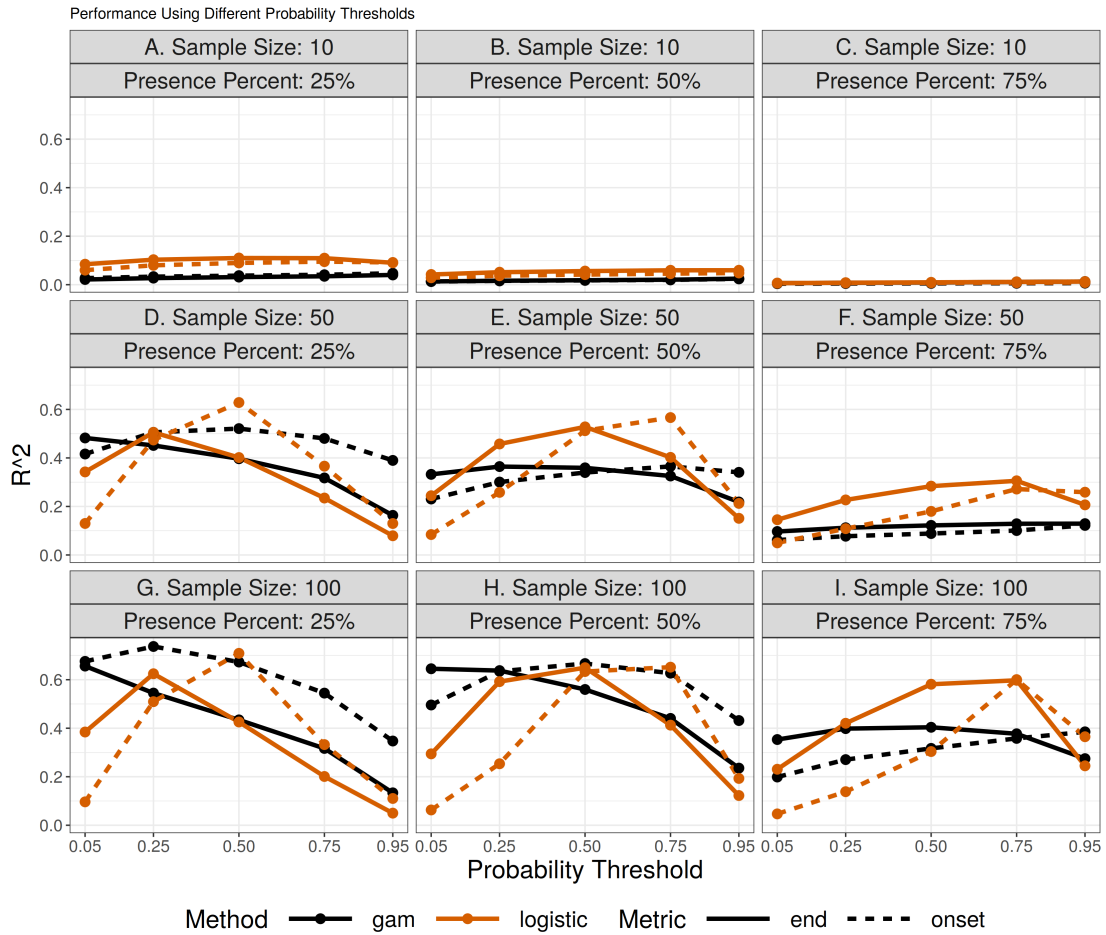 Performance Using Different Probability Thresholds
A. Sample Size: 10
B. Sample Size: 10
C. Sample Size: 10
Presence Percent: 25%
Presence Percent: 50%
Presence Percent: 75%
0.6
0.4
0.2
0.0
D. Sample Size: 50
E. Sample Size: 50
F. Sample Size: 50
Presence Percent: 25%
Presence Percent: 50%
Presence Percent: 75%
R^2
0.6
0.4
0.2
0.0
G. Sample Size: 100
H. Sample Size: 100
I. Sample Size: 100
Presence Percent: 25%
Presence Percent: 50%
Presence Percent: 75%
0.6
0.4
0.2
0.0
0.05 0.25 0.50 0.75 0.95 0.05 0.25 0.50 0.75 0.95 0.05 0.25 0.50 0.75 0.95
Probability Threshold
Method gam logistic Metric end onset